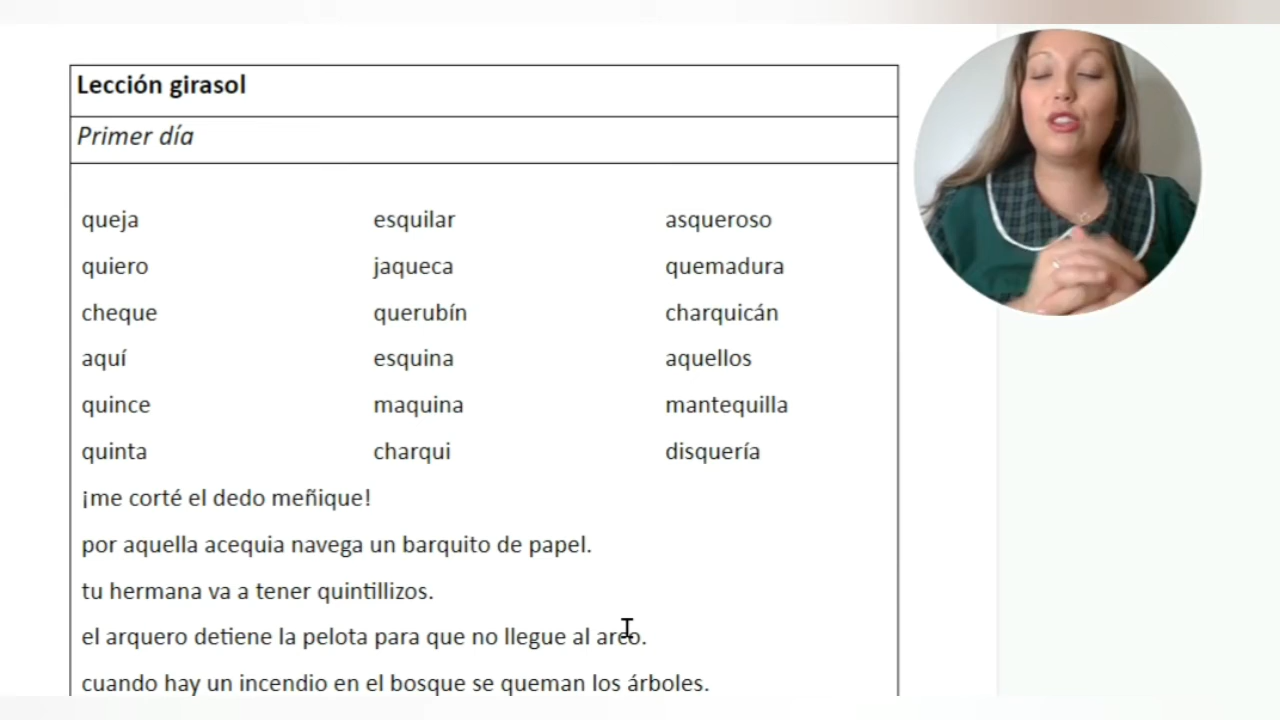 Lección girasol
Primer día
queja esquilar asqueroso
quiero jaqueca quemadura
cheque querubín charquicán
aquí esquina aquellos
quince maquina mantequilla
quinta charqui disquería
¡me corté el dedo meñique!
por aquella acequia navega un barquito de papel.
tu hermana va a tener quintillizos.
el arquero detiene la pelota para que no llegue al arco.
cuando hay un incendio en el bosque se queman los árboles.